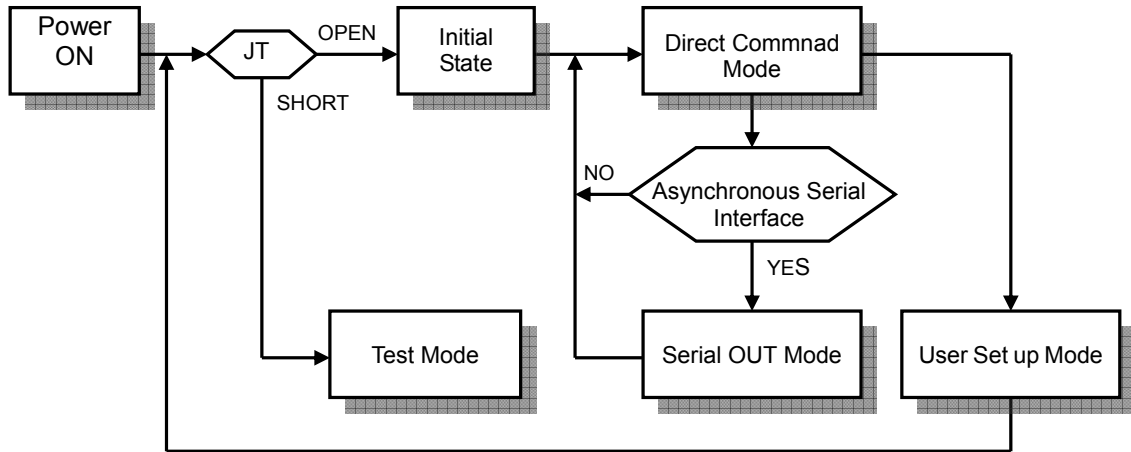 Power
ON
JT
OPEN
SHORT
Initial
State
Direct Commnad
Mode
NO
Asynchronous Serial
Interface
YES
Test Mode
Serial OUT Mode
User Set up Mode